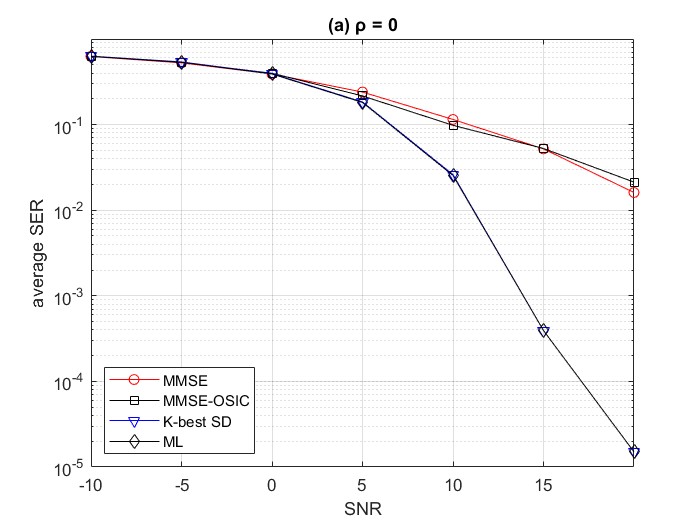 (a) ρ = 0
average SER
10-1
10-2
10-3
10-4
10-5
MMSE
MMSE-OSIC
K-best SD
ML
-10 -5 0 5 10 15
SNR